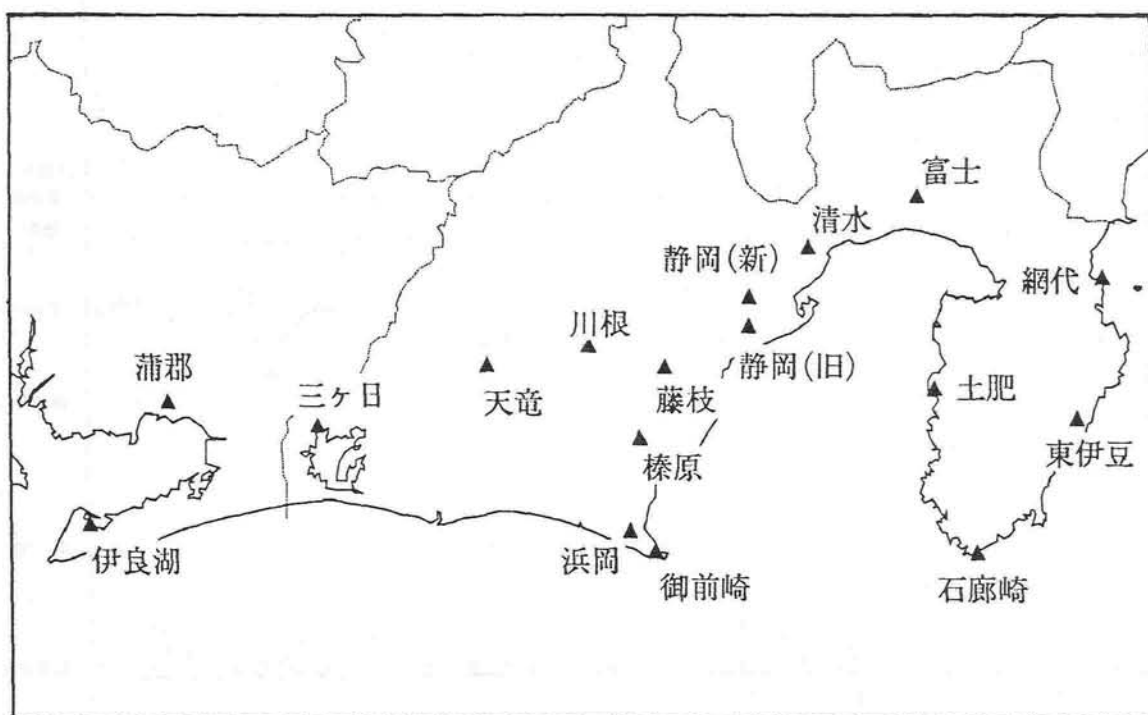 富士
清水
静岡(新)
網代
川根
静岡(旧)
蒲郡
三ヶ日
天竜
藤枝
土肥
榛原
東伊豆
伊良湖
浜岡
御前崎
石廊崎